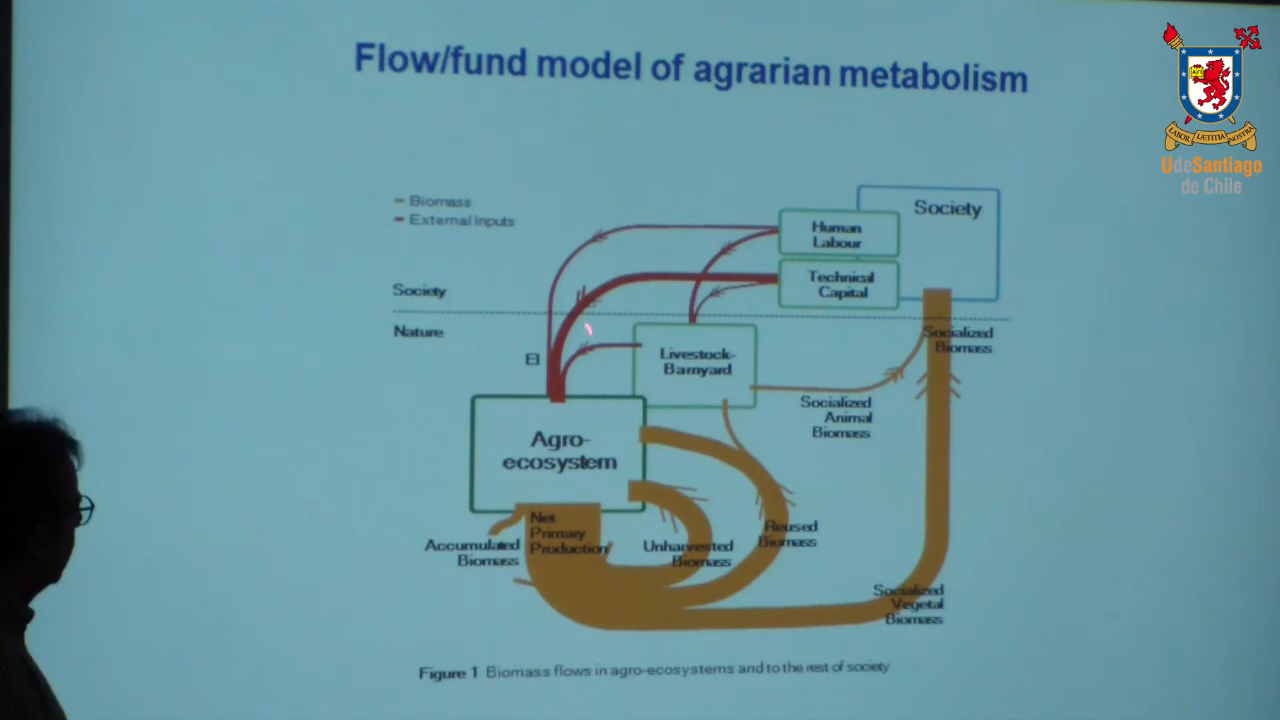 Flow/fund model of agrarian metabolism
LABOR LÆTITIA NOSTRA
UdeSantiago
de Chile
Biomass
External Inputs
Society
Human
Labour
Technical
Capital
Society
Nature
EI
Livestock-
Barnyard
Socialized
Biomass
Socialized
Animal
Biomass
Agro-
ecosystem
Net
Primary
Production
Accumulated
Biomass
Unharvested
Biomass
Reused
Biomass
Socialized
Vegetal
Biomass
Figure 1 Biomass flows in agro-ecosystems and to the rest of society